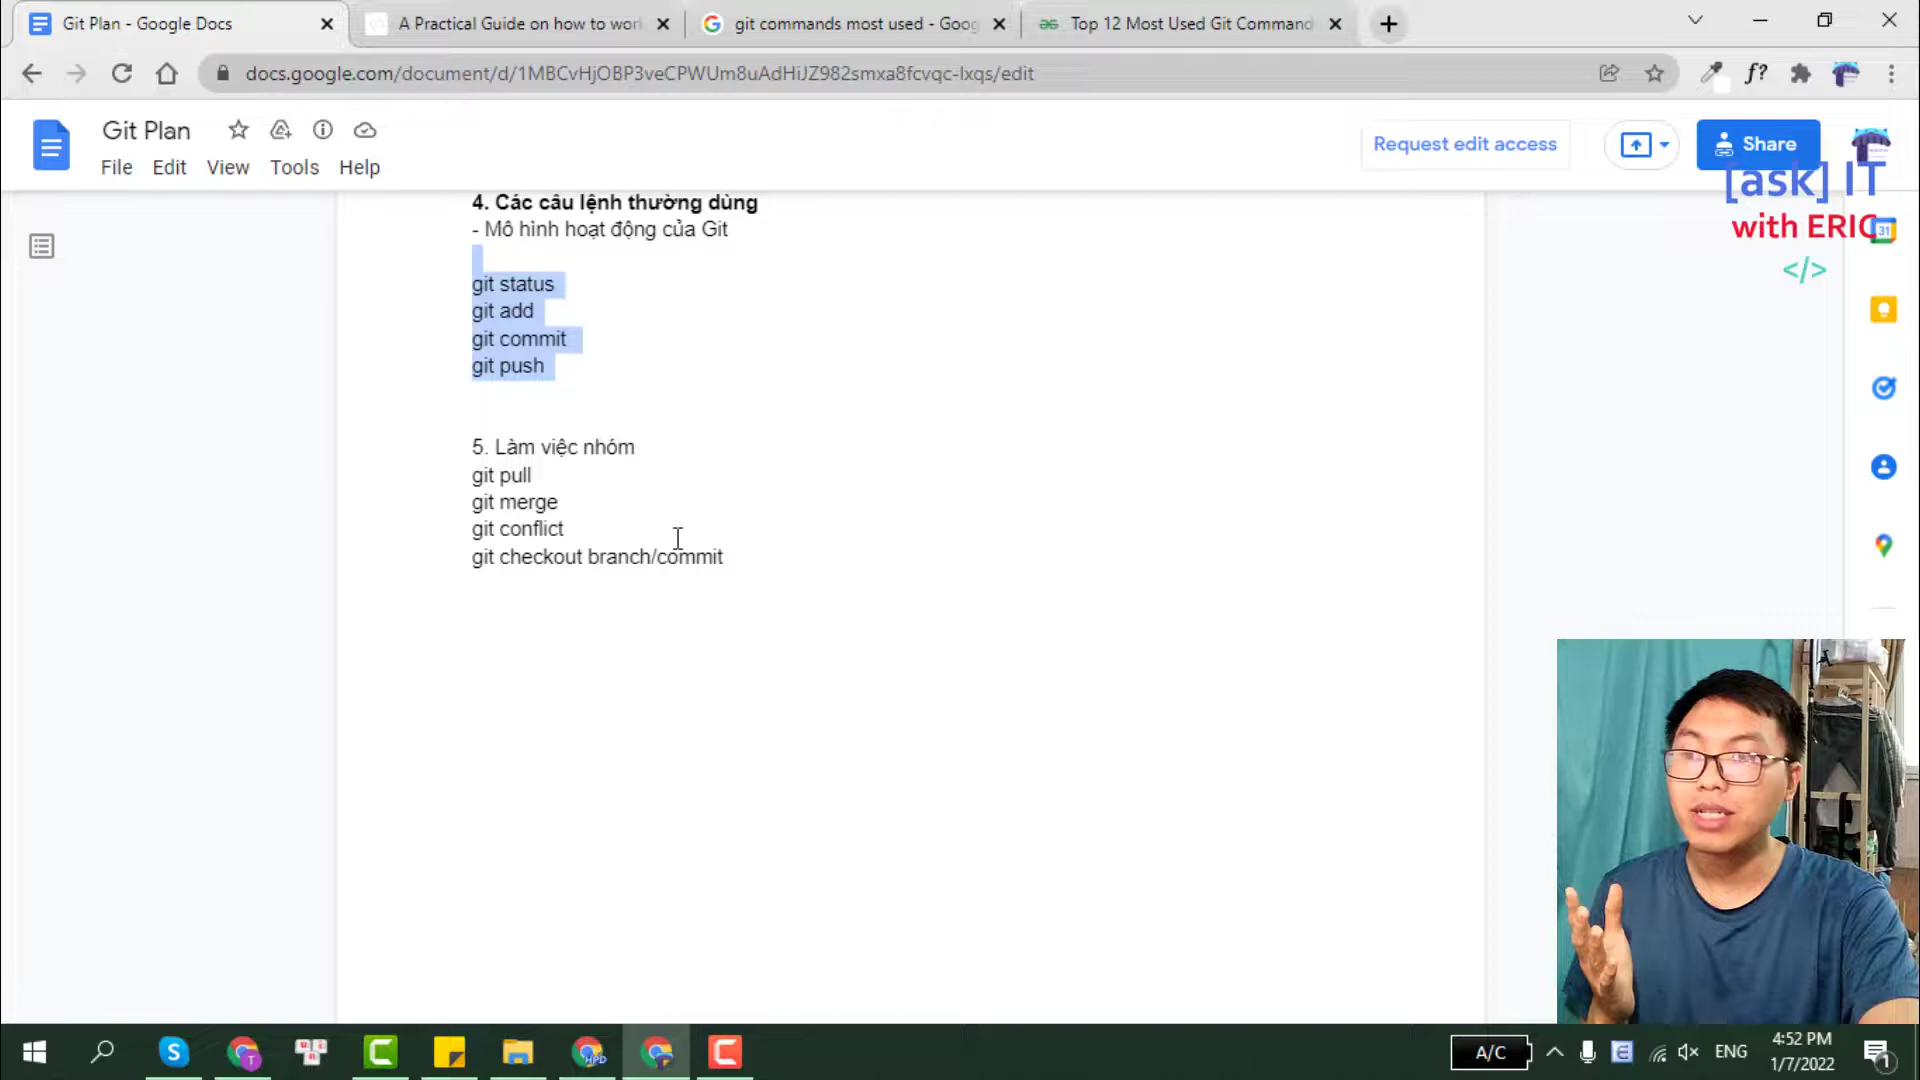 Git Plan - Google Docs
A Practical Guide on how to wor
git commands most used - Goog
Top 12 Most Used Git Command
docs.google.com/document/d/1MBCvHjOBP3veCPWUm8uAdHiJZ982smxa8fcvqc-lxqs/edit
f?
Git Plan
Request edit access
Share
File Edit View Tools Help
[ask] IT
with ERIC
</>
31
4. Các câu lệnh thường dùng
- Mô hình hoạt động của Git
git status
git add
git commit
git push
5. Làm việc nhóm
git pull
git merge
git conflict
git checkout branch/commit
A/C
ENG
4:52 PM
1/7/2022
1